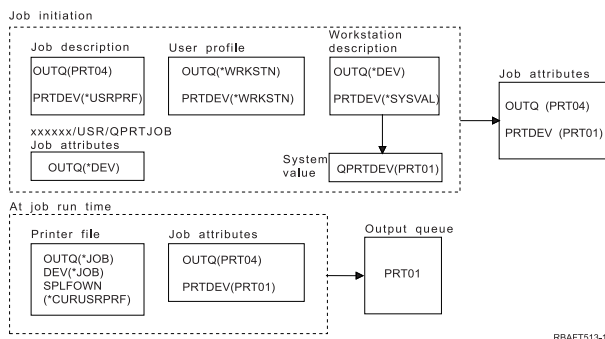 Job initiation
Job description
OUTQ(PRT04)
PRTDEV(*USRPRF)
User profile
OUTQ(*WRKSTN)
PRTDEV(*WRKSTN)
Workstation
description
OUTQ(*DEV)
PRTDEV(*SYSVAL)
Job attributes
OUTQ (PRT04)
PRTDEV (PRT01)
xxxxxx/USR/QPRTJOB
Job attributes
OUTQ(*DEV)
System
value
QPRTDEV(PRT01)
At job run time
Printer file
OUTQ(*JOB)
DEV(*JOB)
SPLFOWN
(*CURUSRPRF)
Job attributes
OUTQ(PRT04)
PRTDEV(PRT01)
Output queue
PRT01
RBAFT513-1